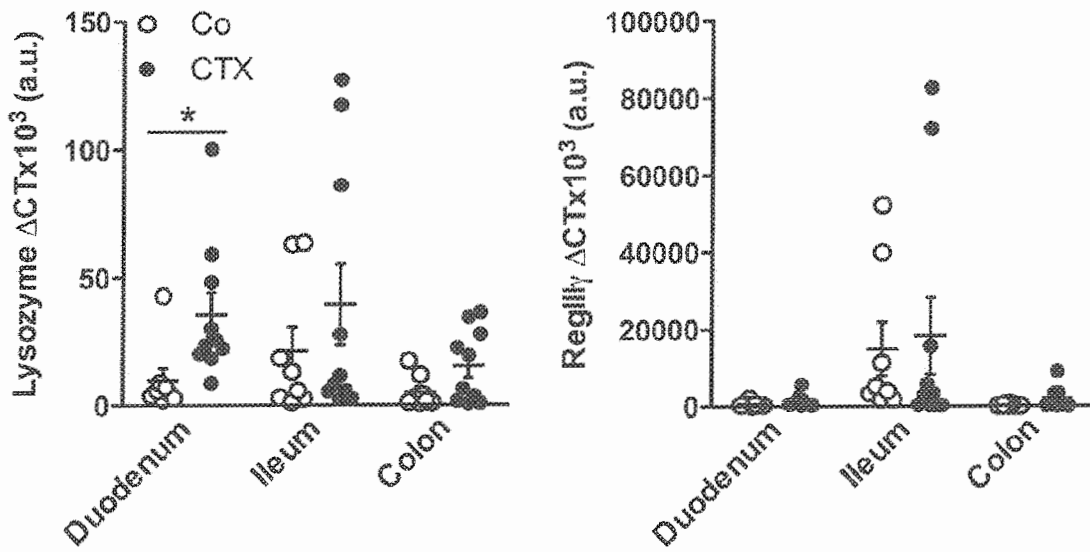 Lysozyme ΔCTx10³ (a.u.)
150
100
50
0
Co
CTX
*
Duodenum
Ileum
Colon
RegIIIγ ΔCTx10³ (a.u.)
100000
80000
60000
40000
20000
0
Duodenum
Ileum
Colon